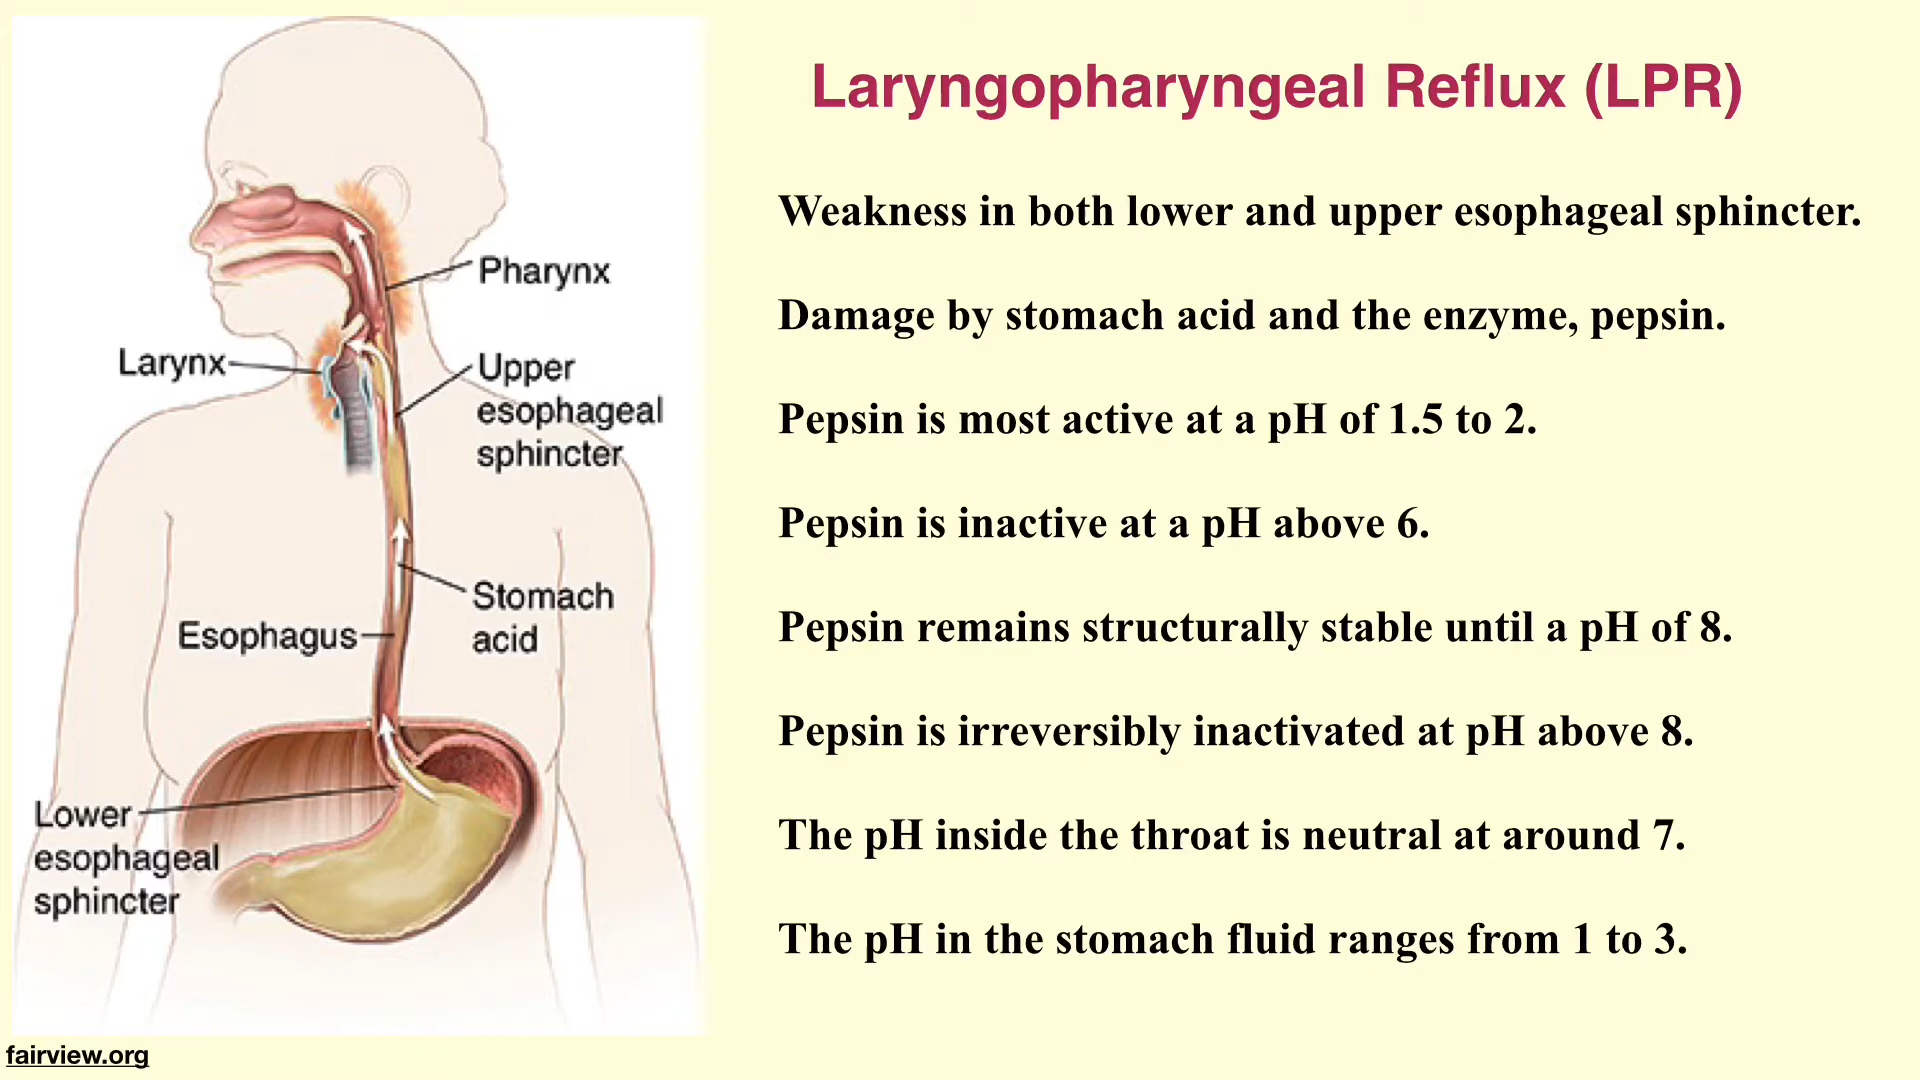 Laryngopharyngeal Reflux (LPR)
Weakness in both lower and upper esophageal sphincter.
Damage by stomach acid and the enzyme, pepsin.
Pepsin is most active at a pH of 1.5 to 2.
Pepsin is inactive at a pH above 6.
Pepsin remains structurally stable until a pH of 8.
Pepsin is irreversibly inactivated at pH above 8.
The pH inside the throat is neutral at around 7.
The pH in the stomach fluid ranges from 1 to 3.
Pharynx
Larynx
Upper
esophageal
sphincter
Stomach
acid
Esophagus
Lower
esophageal
sphincter
fairview.org